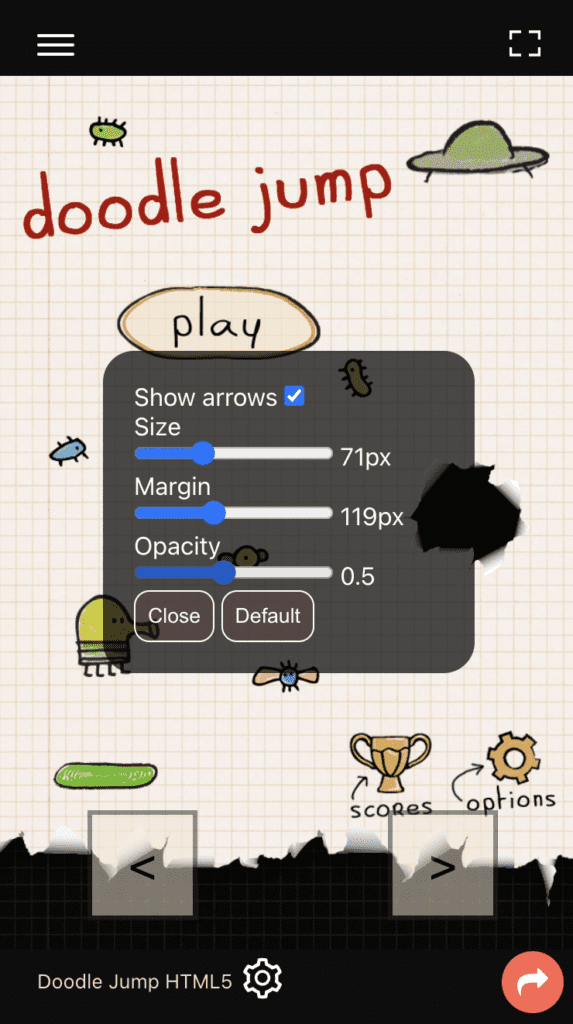 doodle jump
play
Show arrows
Size
71px
Margin
119px
Opacity
0.5
Close Default
scores options
< >
Doodle Jump HTML5